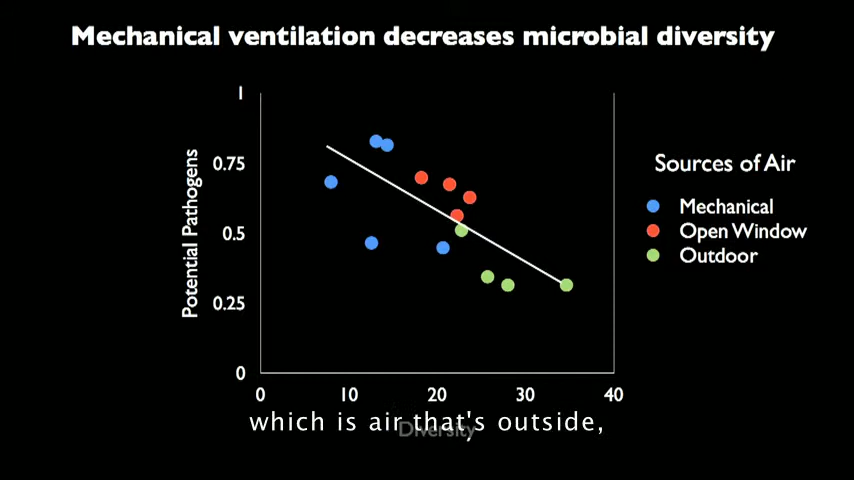 Mechanical ventilation decreases microbial diversity
1
0.75
0.5
0.25
0
Potential Pathogens
0 10 20 30 40
Diversity
Sources of Air
Mechanical
Open Window
Outdoor
which is air that's outside,